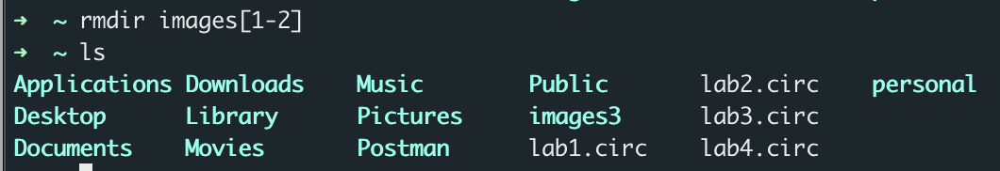 ➜  ~ rmdir images[1-2]
➜  ~ ls
Applications Downloads    Music        Public       lab2.circ    personal
Desktop      Library      Pictures     images3      lab3.circ
Documents    Movies       Postman      lab1.circ    lab4.circ